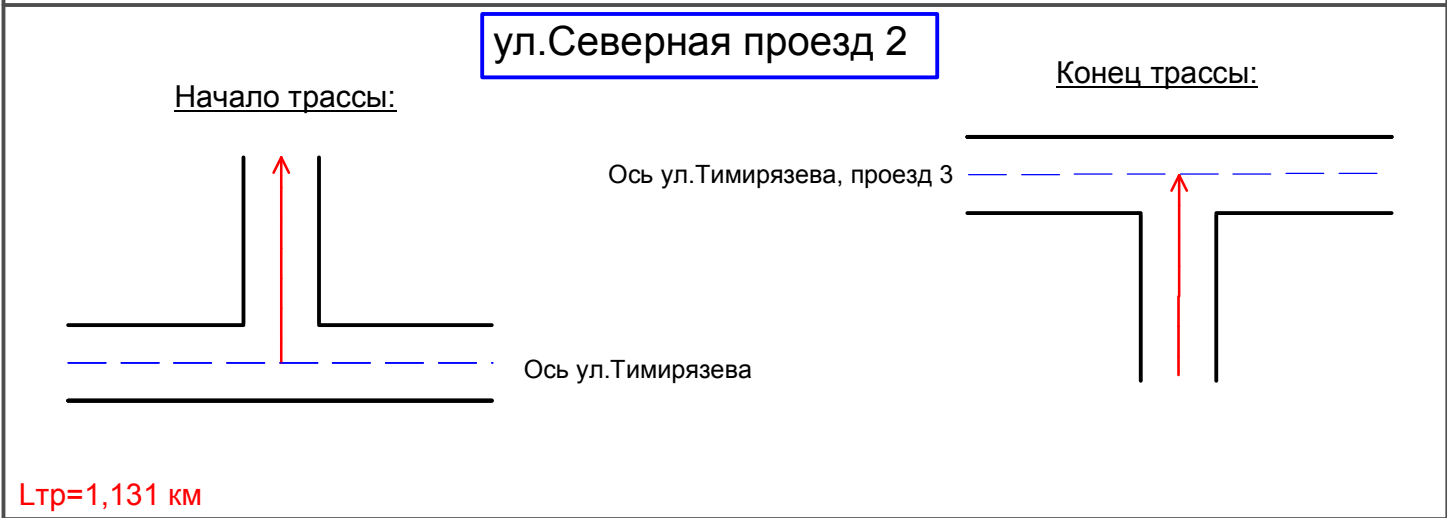 ул.Северная проезд 2
Начало трассы:
Конец трассы:
Ось ул.Тимирязева, проезд 3
Ось ул.Тимирязева
Lтр=1,131 км